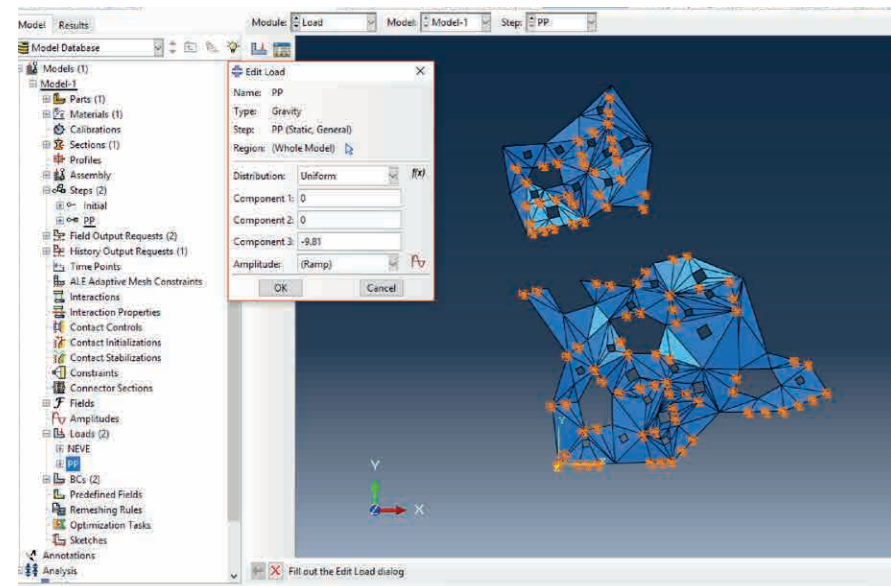 Model Results
Module: Load Model: Model-1 Step: PP
Model Database
Models (1)
Model-1
Parts (1)
Materials (1)
Calibrations
Sections (1)
Profiles
Assembly
Steps (2)
Initial
PP
Field Output Requests (2)
History Output Requests (1)
Time Points
ALE Adaptive Mesh Constraints
Interactions
Interaction Properties
Contact Controls
Contact Initializations
Contact Stabilizations
Constraints
Connector Sections
Fields
Amplitudes
Loads (2)
NEVE
PP
BCs (2)
Predefined Fields
Remeshing Rules
Optimization Tasks
Sketches
Annotations
Analysis
Edit Load
Name: PP
Type: Gravity
Step: PP (Static, General)
Region: (Whole Model)
Distribution: Uniform f(x)
Component 1: 0
Component 2: 0
Component 3: -9.81
Amplitude: (Ramp)
OK Cancel
Y
Y
Z X
Fill out the Edit Load dialog